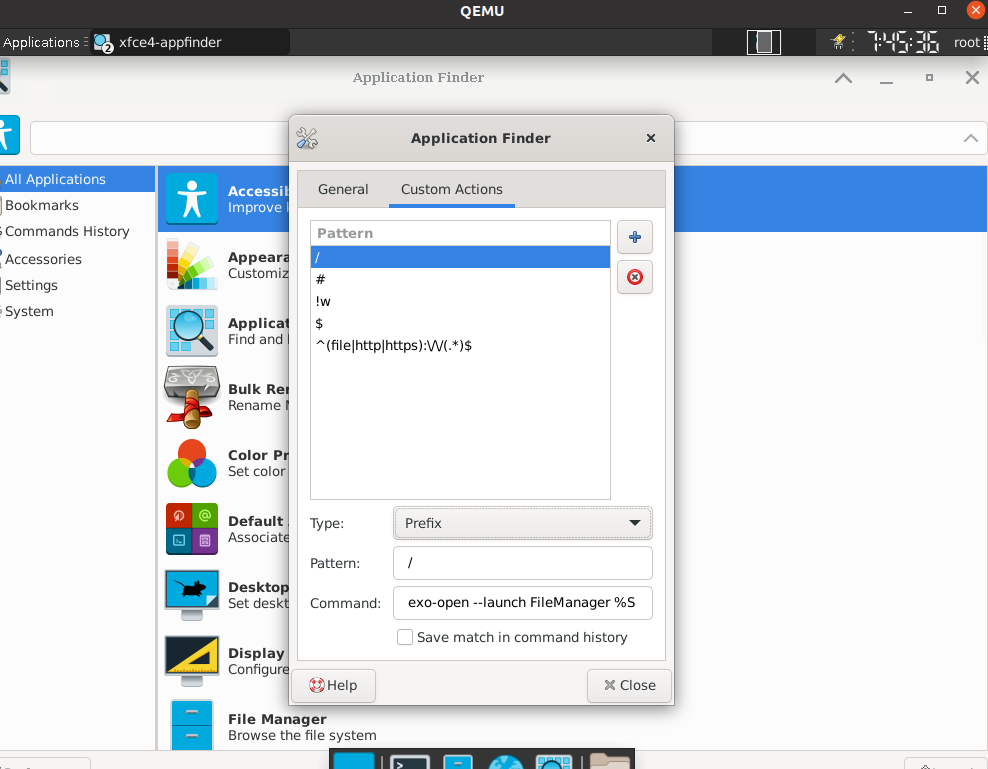 QEMU
Applications
2 xfce4-appfinder
7:45:36
root
Application Finder
Application Finder
All Applications
Bookmarks
Commands History
Accessories
Settings
System
Accessib
Improve
Appeara
Customiz
Applicat
Find and
Bulk Re
Rename
Color Pr
Set color
Default
Associate
Desktop
Set deskt
Display
Configure
File Manager
Browse the file system
General
Custom Actions
Pattern
/
#
!w
$
^(file|http|https):\/\/(.*)$
Type:
Prefix
Pattern:
/
Command:
exo-open --launch FileManager %S
Save match in command history
Help
Close